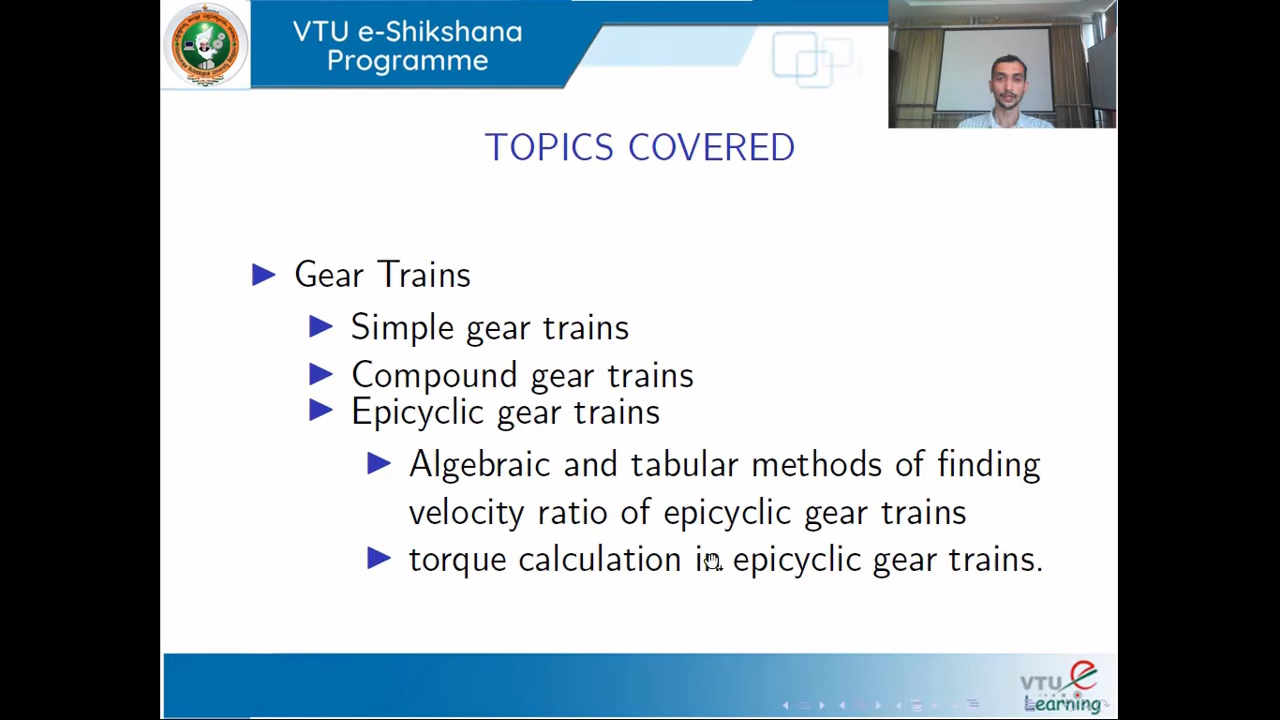 VTU e-Shikshana
Programme
TOPICS COVERED
Gear Trains
Simple gear trains
Compound gear trains
Epicyclic gear trains
Algebraic and tabular methods of finding
velocity ratio of epicyclic gear trains
torque calculation in epicyclic gear trains.
VTU e
Learning